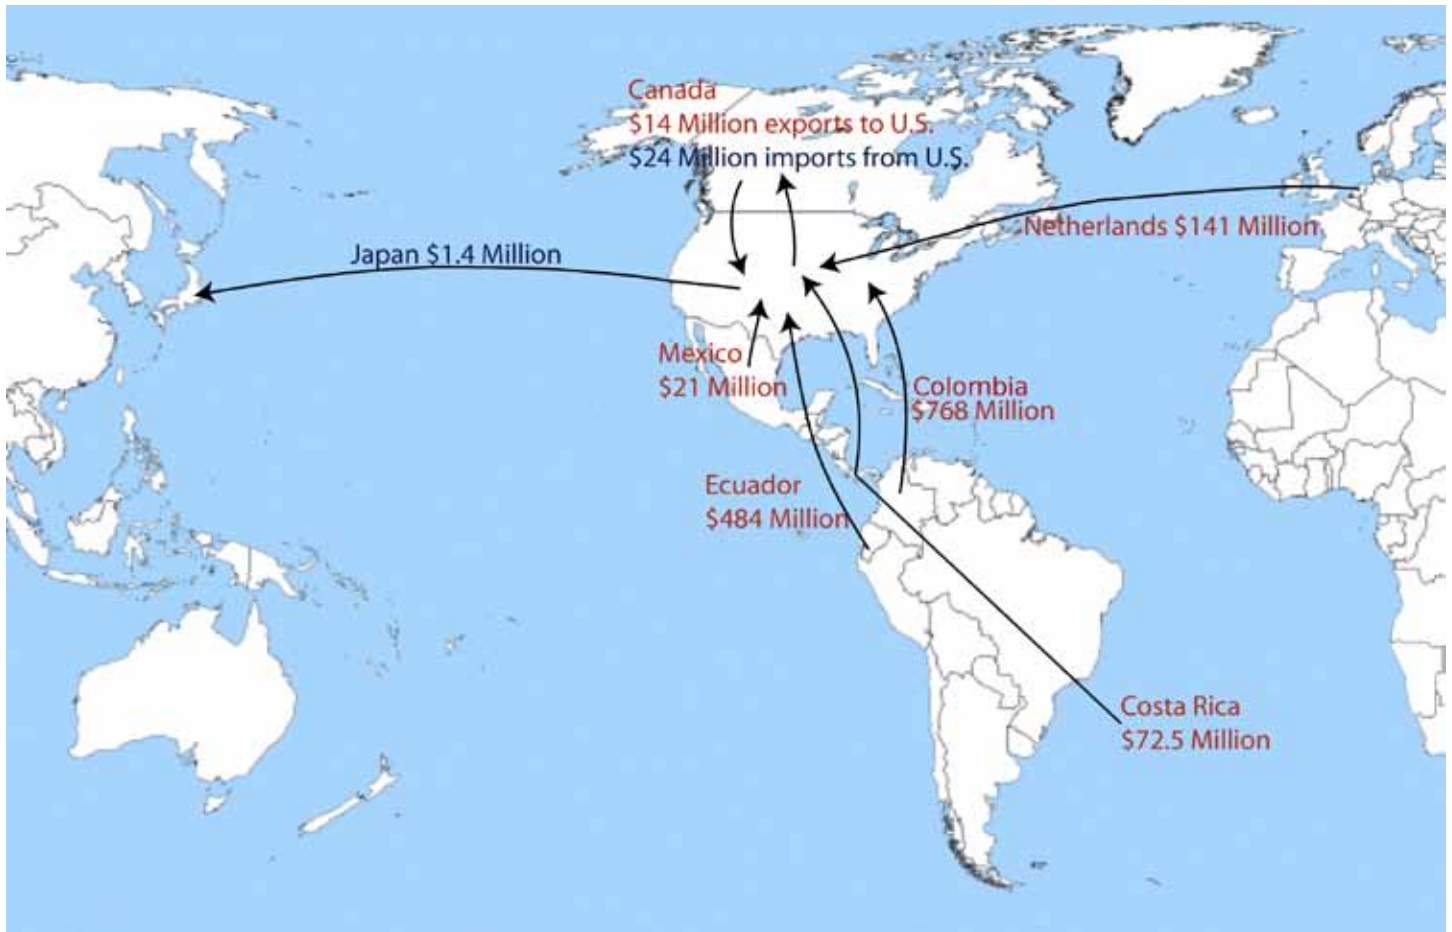 Canada
$14 Million exports to U.S.
$24 Million imports from U.S.
Netherlands $141 Million
Japan $1.4 Million
Mexico
$21 Million
Colombia
$768 Million
Ecuador
$484 Million
Costa Rica
$72.5 Million